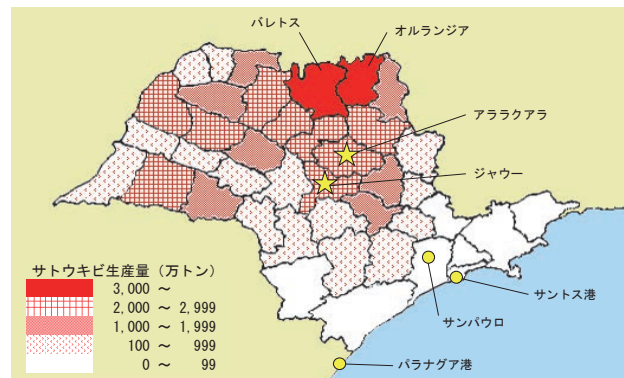 バレトス
オルランジア
アララクアラ
ジャウー
サトウキビ生産量（万トン）
3,000 ～
2,000 ～ 2,999
1,000 ～ 1,999
100 ～ 999
0 ～ 99
サントス港
サンパウロ
パラナグア港